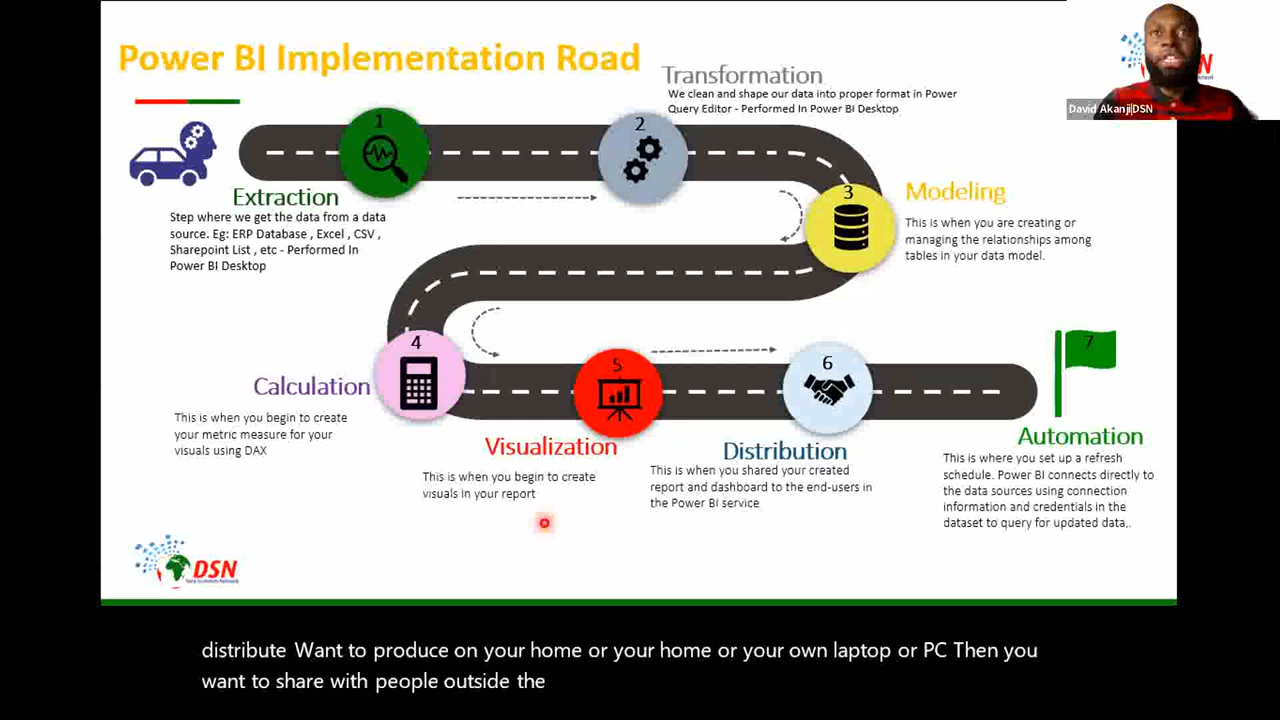 Power BI Implementation Road
Transformation
We clean and shape our data into proper format in Power
Query Editor - Performed In Power BI Desktop
David Akanji|DSN
1
2
3
Extraction
Step where we get the data from a data
source. Eg: ERP Database , Excel , CSV ,
Sharepoint List , etc - Performed In
Power BI Desktop
Modeling
This is when you are creating or
managing the relationships among
tables in your data model.
4
Calculation
This is when you begin to create
your metric measure for your
visuals using DAX
5
Visualization
This is when you begin to create
visuals in your report
6
Distribution
This is when you shared your created
report and dashboard to the end-users in
the Power BI service
7
Automation
This is where you set up a refresh
schedule. Power BI connects directly to
the data sources using connection
information and credentials in the
dataset to query for updated data,.
DSN
distribute Want to produce on your home or your home or your own laptop or PC Then you
want to share with people outside the